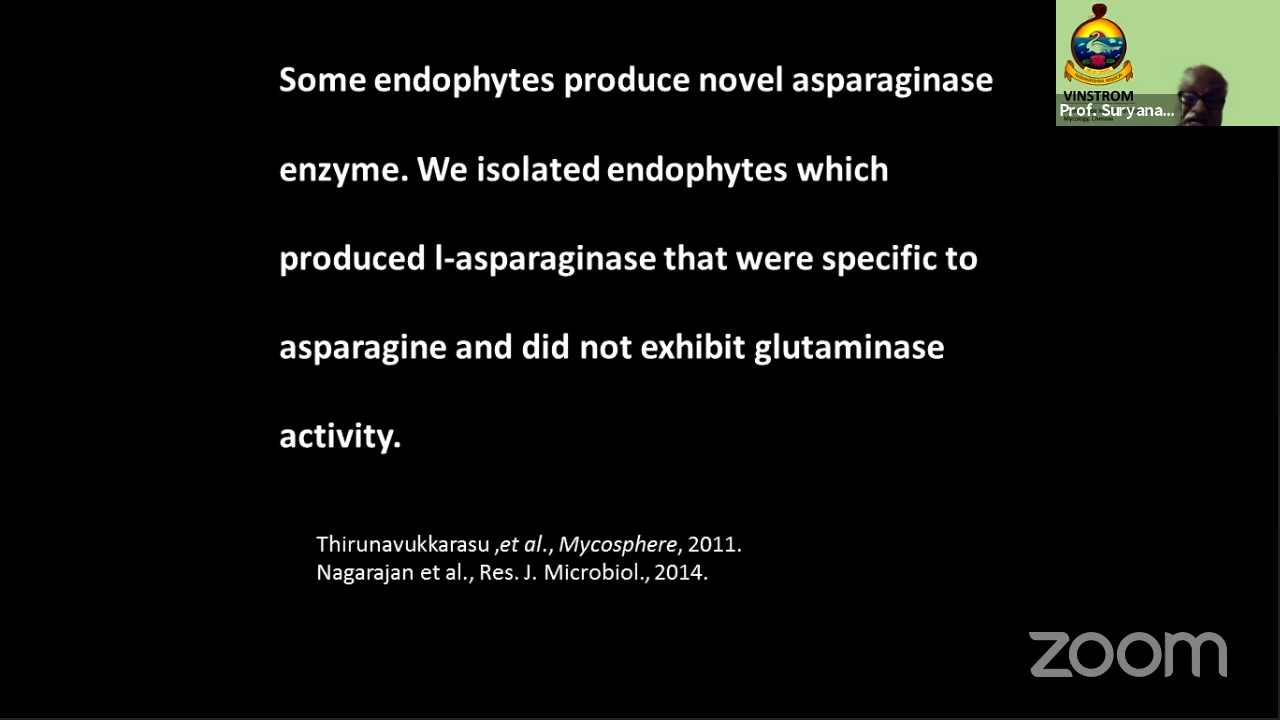 Some endophytes produce novel asparaginase
enzyme. We isolated endophytes which
produced l-asparaginase that were specific to
asparagine and did not exhibit glutaminase
activity.
Thirunavukkarasu ,et al., Mycosphere, 2011.
Nagarajan et al., Res. J. Microbiol., 2014.
VINSTROM
Prof. Suryana...
Mycology, Chennai
zoom